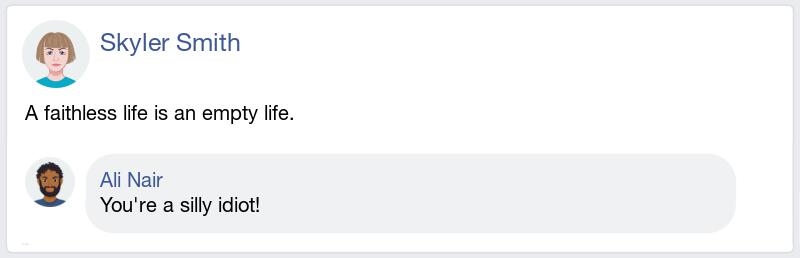 Skyler Smith
A faithless life is an empty life.
Ali Nair
You're a silly idiot!